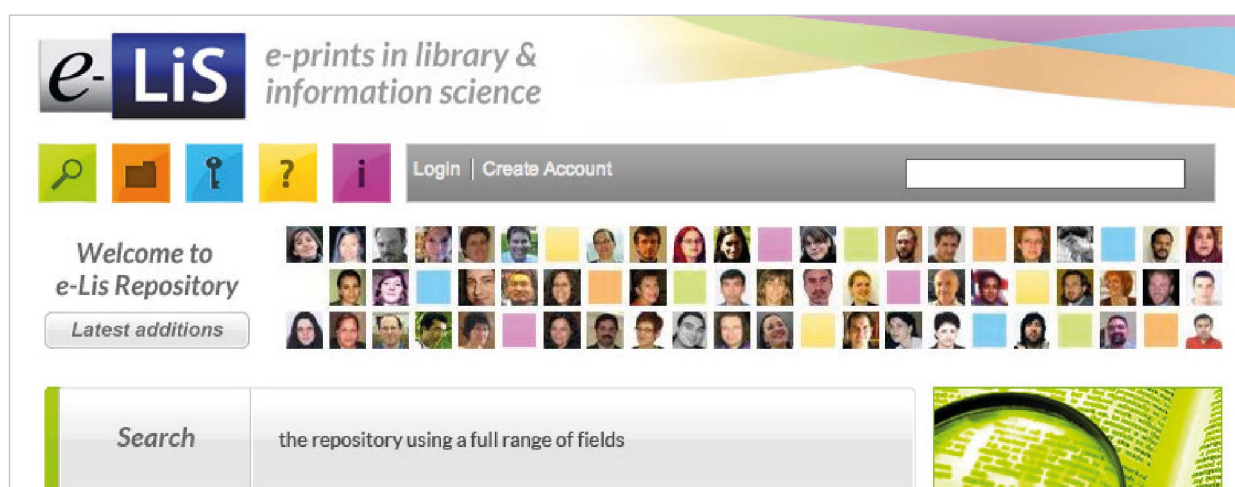 e-LiS
e-prints in library &
information science
?
i
Login | Create Account
Welcome to
e-Lis Repository
Latest additions
Search
the repository using a full range of fields